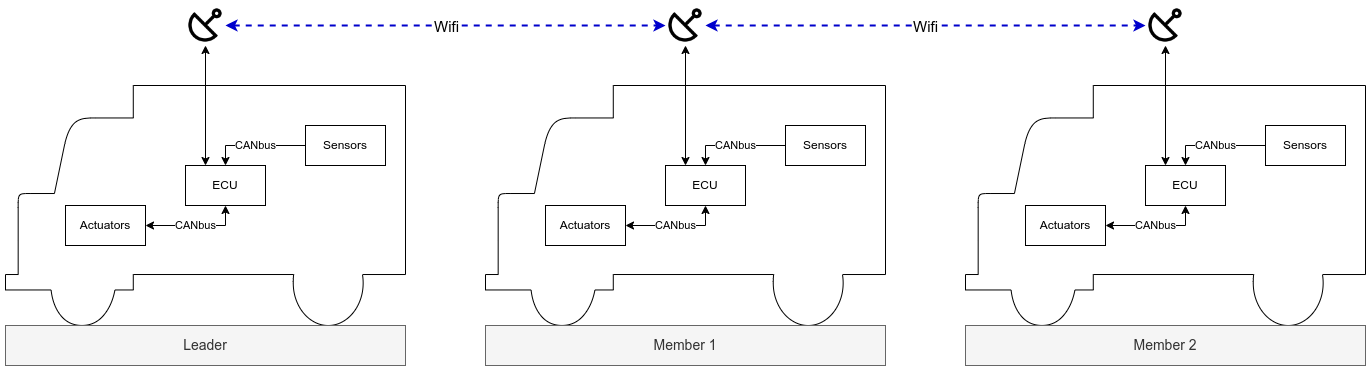 Wifi
Wifi
CANbus
Sensors
ECU
Actuators
CANbus
CANbus
Sensors
ECU
Actuators
CANbus
CANbus
Sensors
ECU
Actuators
CANbus
Leader
Member 1
Member 2